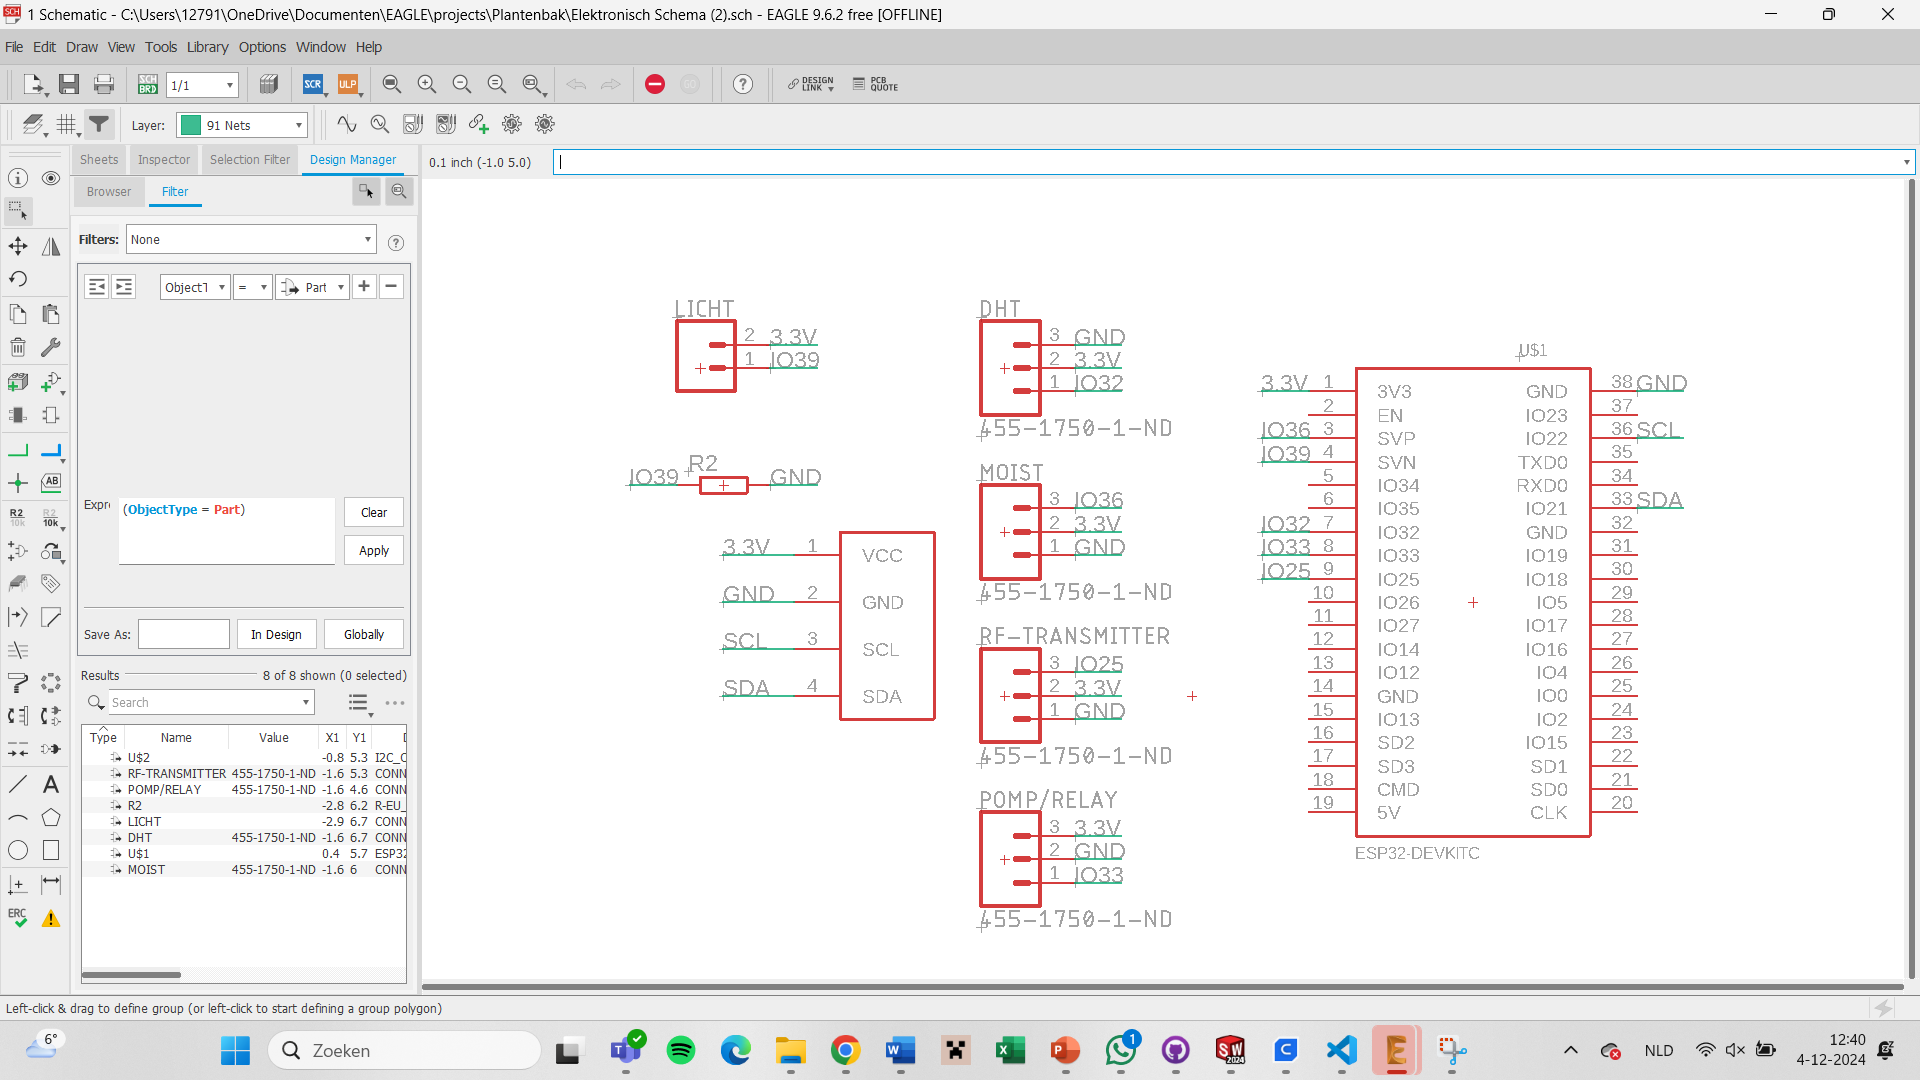 1 Schematic - C:\Users\12791\OneDrive\Documenten\EAGLE\projects\Plantenbak\Elektronisch Schema (2).sch - EAGLE 9.6.2 free [OFFLINE]
File Edit Draw View Tools Library Options Window Help
SCH BRD 1/1 SCR ULP GO DESIGN LINK PCB QUOTE
Layer: 91 Nets
Sheets Inspector Selection Filter Design Manager
0.1 inch (-1.0 5.0)
Browser Filter
Filters: None
ObjectT = Part
Expre
(ObjectType = Part)
Clear
Apply
Save As: In Design Globally
Results 8 of 8 shown (0 selected)
Search
Type Name Value X1 Y1
U$2 -0.8 5.3 I2C_C
RF-TRANSMITTER 455-1750-1-ND -1.6 5.3 CONN
POMP/RELAY 455-1750-1-ND -1.6 4.6 CONN
R2 -2.8 6.2 R-EU_
LICHT -2.9 6.7 CONN
DHT 455-1750-1-ND -1.6 6.7 CONN
U$1 0.4 5.7 ESP32
MOIST 455-1750-1-ND -1.6 6 CONN
R2 10k
R2 10k
ERC
LICHT
2 3.3V
1 IO39
IO39 R2 GND
3.3V 1 VCC
GND 2 GND
SCL 3 SCL
SDA 4 SDA
DHT
3 GND
2 3.3V
1 IO32
455-1750-1-ND
MOIST
3 IO36
2 3.3V
1 GND
455-1750-1-ND
RF-TRANSMITTER
3 IO25
2 3.3V
1 GND
455-1750-1-ND
POMP/RELAY
3 3.3V
2 GND
1 IO33
455-1750-1-ND
U$1
3.3V 1 3V3 GND 38 GND
2 EN IO23 37
IO36 3 SVP IO22 36 SCL
IO39 4 SVN TXD0 35
5 IO34 RXD0 34
6 IO35 IO21 33 SDA
IO32 7 IO32 GND 32
IO33 8 IO33 IO19 31
IO25 9 IO25 IO18 30
10 IO26 IO5 29
11 IO27 IO17 28
12 IO14 IO16 27
13 IO12 IO4 26
14 GND IO0 25
15 IO13 IO2 24
16 SD2 IO15 23
17 SD3 SD1 22
18 CMD SD0 21
19 5V CLK 20
ESP32-DEVKITC
Left-click & drag to define group (or left-click to start defining a group polygon)
6° Zoeken 1 SW 2024 NLD 12:40
4-12-2024